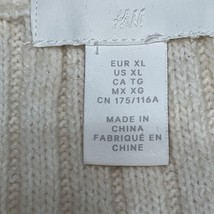 H&M
EUR XL
US XL
CA TG
MX XG
CN 175/116A
MADE IN
CHINA
FABRIQUÉ EN
CHINE